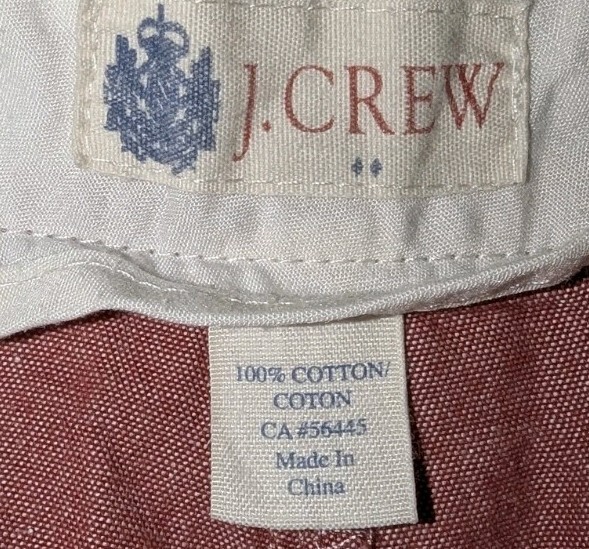 J.CREW
100% COTTON/
COTON
CA #56445
Made In
China